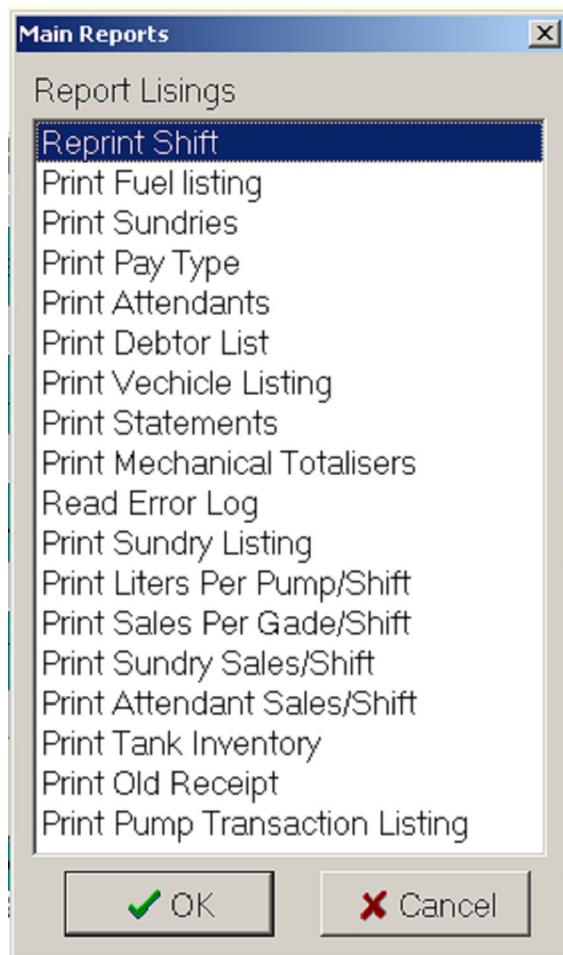 Main Reports
Report Lisings
Reprint Shift
Print Fuel listing
Print Sundries
Print Pay Type
Print Attendants
Print Debtor List
Print Vechicle Listing
Print Statements
Print Mechanical Totalisers
Read Error Log
Print Sundry Listing
Print Liters Per Pump/Shift
Print Sales Per Gade/Shift
Print Sundry Sales/Shift
Print Attendant Sales/Shift
Print Tank Inventory
Print Old Receipt
Print Pump Transaction Listing
OK Cancel